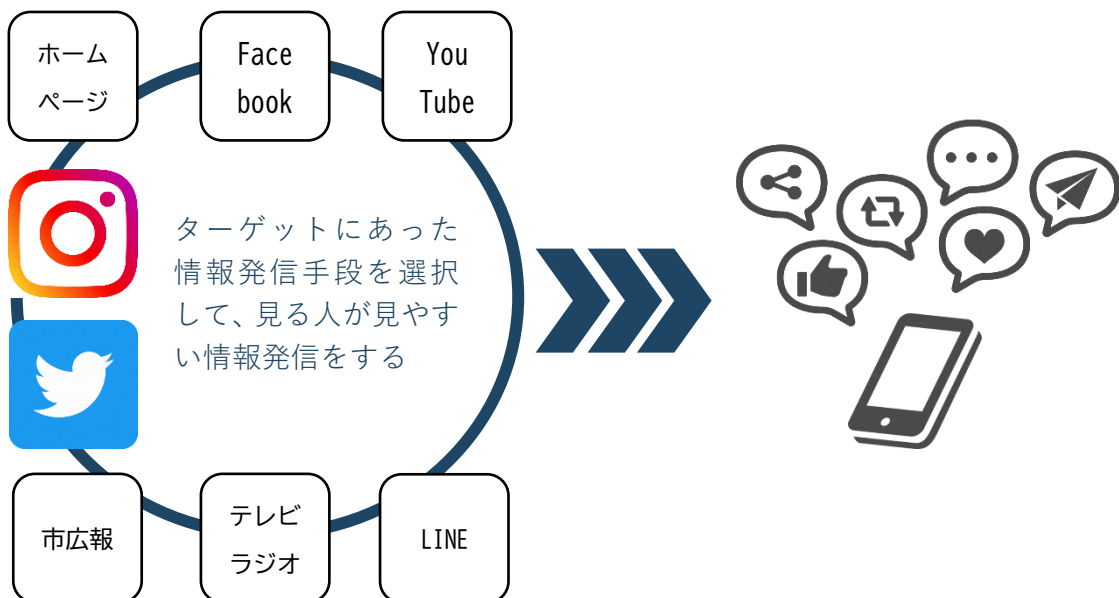 ホーム
ページ
Face
book
You
Tube
ターゲットにあった
情報発信手段を選択
して、見る人が見やす
い情報発信をする
市広報
テレビ
ラジオ
LINE